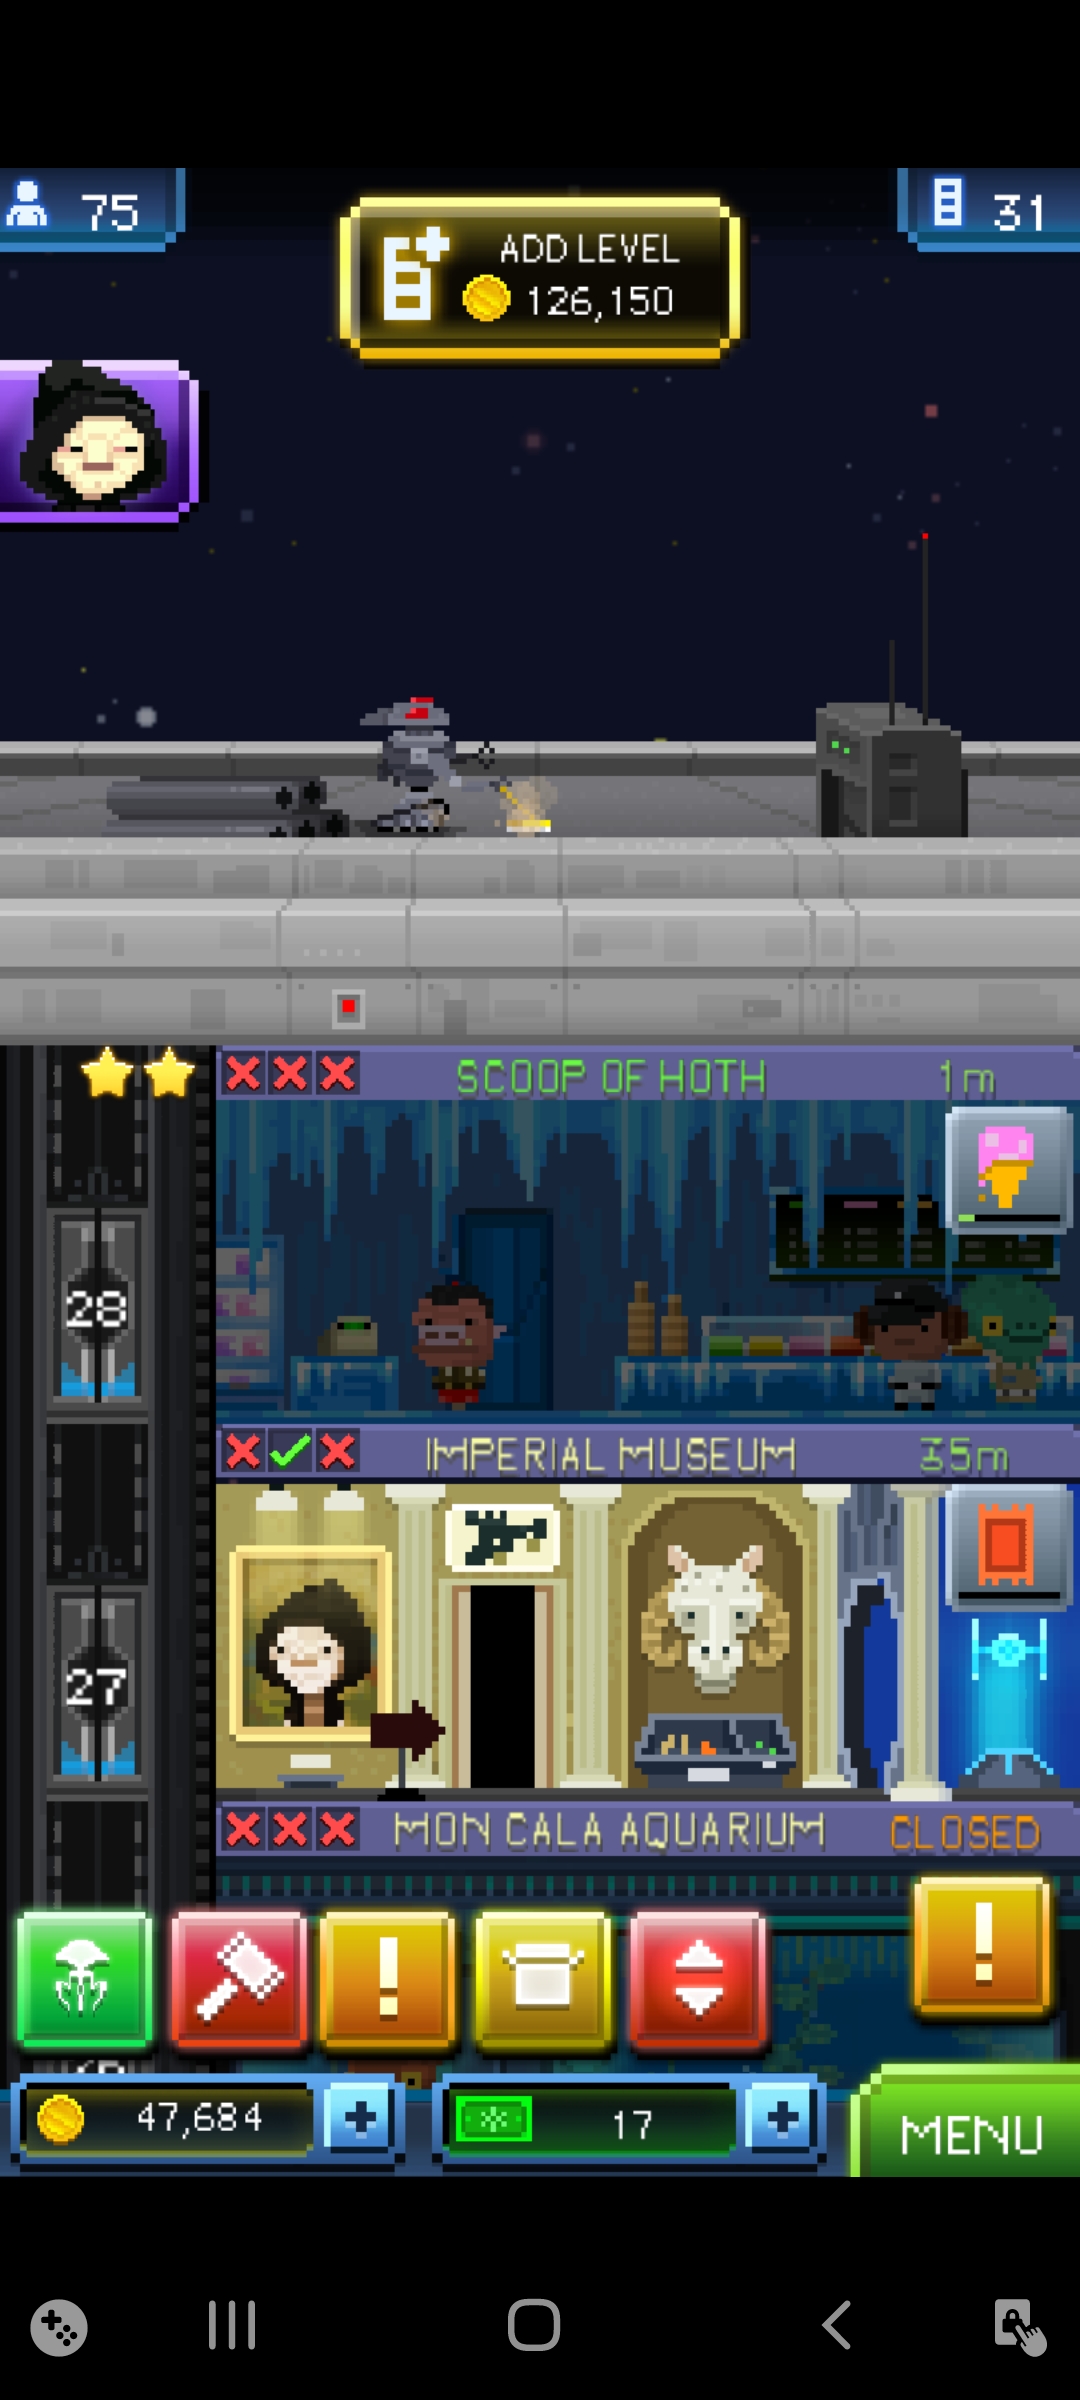 75
ADD LEVEL
126,150
31
SCOOP OF HOTH 1m
28
IMPERIAL MUSEUM 35m
27
MON CALA AQUARIUM CLOSED
!
!
47,684
17
MENU